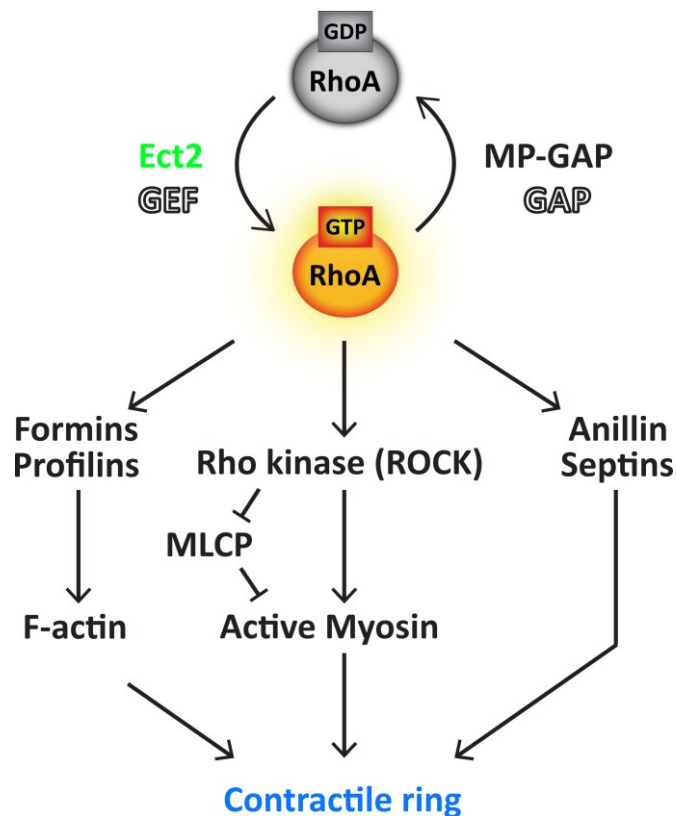 GDP
RhoA
Ect2
GEF
MP-GAP
GAP
GTP
RhoA
Formins
Profilins
Rho kinase (ROCK)
Anillin
Septins
MLCP
F-actin
Active Myosin
Contractile ring